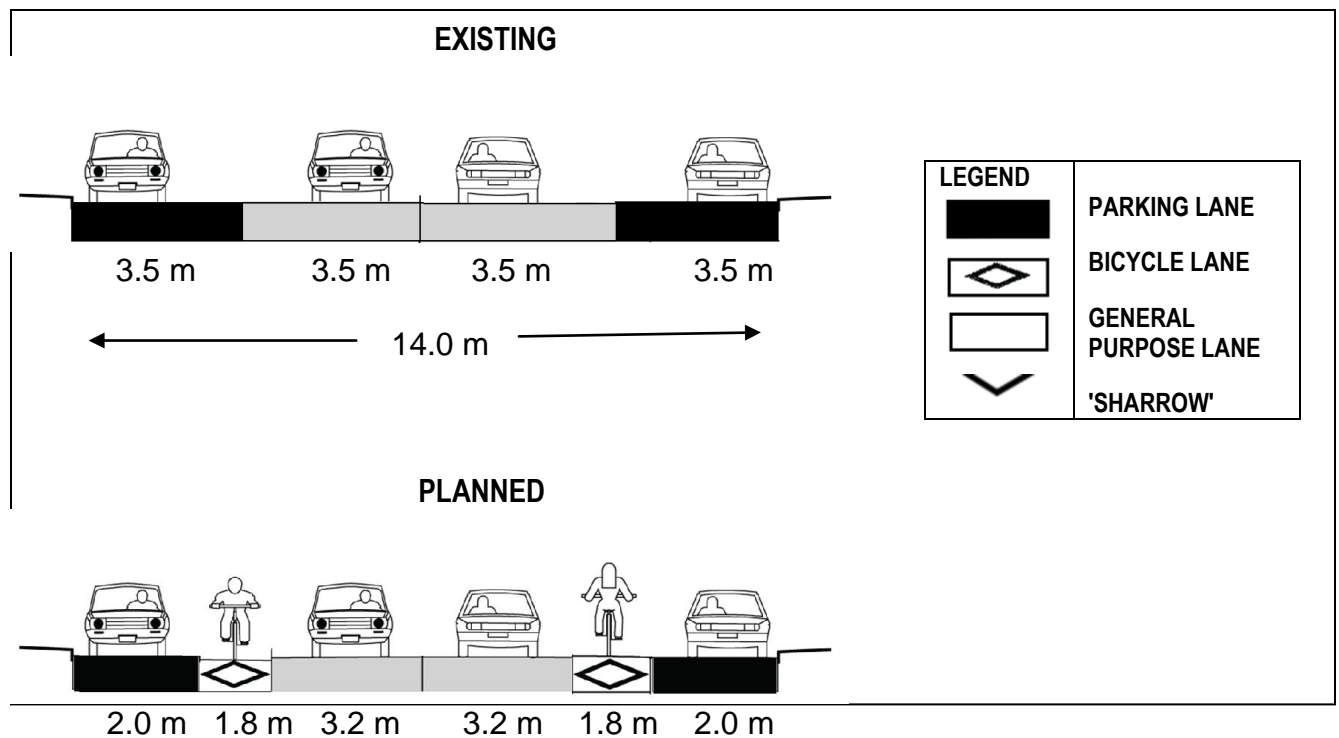 EXISTING
3.5 m 3.5 m 3.5 m 3.5 m
14.0 m
LEGEND
PARKING LANE
BICYCLE LANE
GENERAL
PURPOSE LANE
'SHARROW'
PLANNED
2.0 m 1.8 m 3.2 m 3.2 m 1.8 m 2.0 m